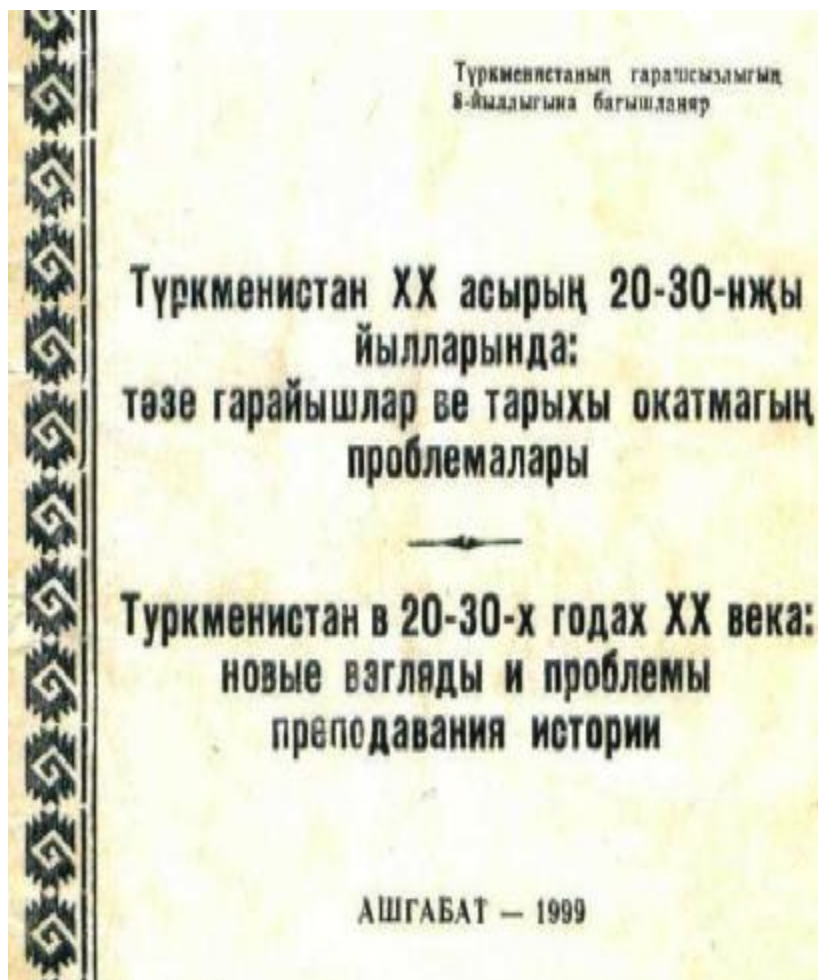 Түркменистаның гарашсызлыгың
8-йыллыгына багышланяр
Түркменистан XX асырың 20-30-нҗы
йылларында:
тәзе гарайышлар ве тарыхы окатмагың
проблемалары
Туркменистан в 20-30-х годах XX века:
новые взгляды и проблемы
преподавания истории
АШГАБАТ — 1999